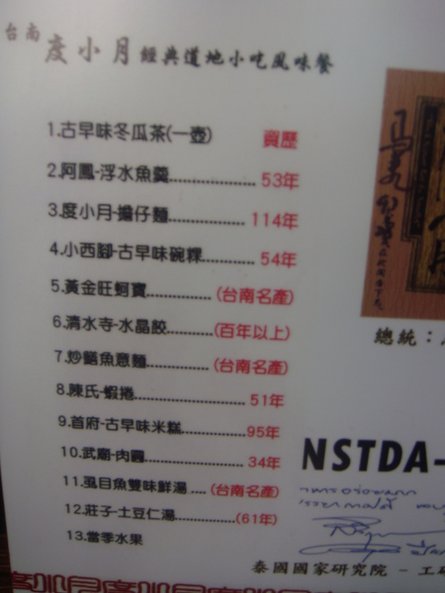 台南 度小月 經典道地小吃風味餐
1.古早味冬瓜茶(一壺) 資歷
2.阿鳳-浮水魚羹....................53年
3.度小月-擔仔麵..................114年
4.小西腳-古早味碗粿............54年
5.黃金旺蚵寶...............(台南名產)
6.清水寺-水晶餃...........(百年以上)
7.炒鱔魚意麵...............(台南名產)
8.陳氏-蝦捲..........................51年
9.首府-古早味米糕................95年
10.武廟-肉圓.........................34年
11.虱目魚雙味鮮湯....(台南名產)
12.莊子-土豆仁湯..............(61年)
13.當季水果
總統：
NSTDA-
泰國國家研究院 - 工研